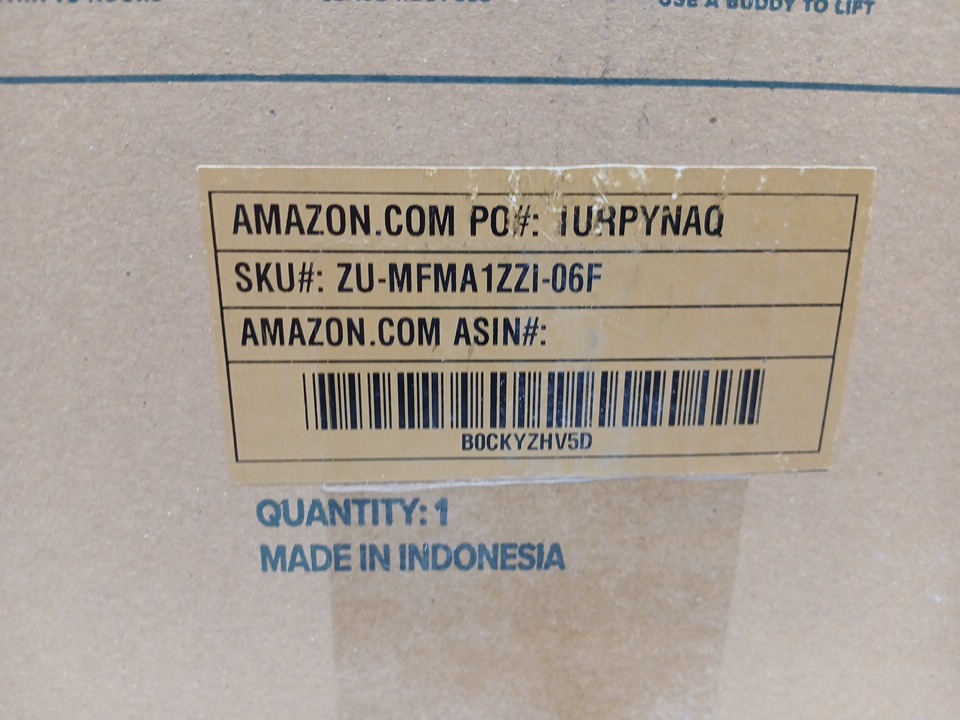 USE A BUDDY TO LIFT
AMAZON.COM PO#: 1URPYNAQ
SKU#: ZU-MFMA1ZZI-06F
AMAZON.COM ASIN#:
B0CKYZHV5D
QUANTITY: 1
MADE IN INDONESIA